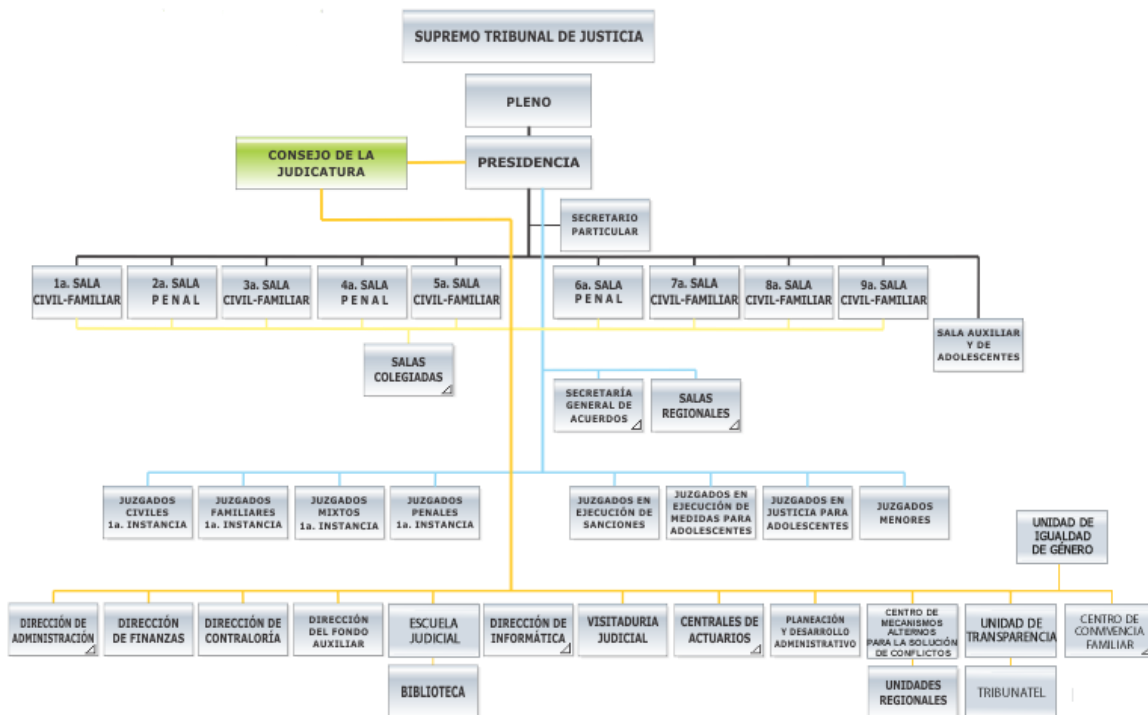 SUPREMO TRIBUNAL DE JUSTICIA
PLENO
CONSEJO DE LA
JUDICATURA
PRESIDENCIA
SECRETARIO
PARTICULAR
1a. SALA
CIVIL-FAMILIAR
2a. SALA
P E N A L
3a. SALA
CIVIL-FAMILIAR
4a. SALA
P E N A L
5a. SALA
CIVIL-FAMILIAR
6a. SALA
P E N A L
7a. SALA
CIVIL-FAMILIAR
8a. SALA
CIVIL-FAMILIAR
9a. SALA
CIVIL-FAMILIAR
SALA AUXILIAR
Y DE
ADOLESCENTES
SALAS
COLEGIADAS
SECRETARÍA
GENERAL DE
ACUERDOS
SALAS
REGIONALES
JUZGADOS
CIVILES
1a. INSTANCIA
JUZGADOS
FAMILIARES
1a. INSTANCIA
JUZGADOS
MIXTOS
1a. INSTANCIA
JUZGADOS
PENALES
1a. INSTANCIA
JUZGADOS EN
EJECUCIÓN DE
SANCIONES
JUZGADOS EN
EJECUCIÓN DE
MEDIDAS PARA
ADOLESCENTES
JUZGADOS EN
JUSTICIA PARA
ADOLESCENTES
JUZGADOS
MENORES
UNIDAD DE
IGUALDAD
DE GÉNERO
DIRECCIÓN DE
ADMINISTRACIÓN
DIRECCIÓN
DE FINANZAS
DIRECCIÓN DE
CONTRALORÍA
DIRECCIÓN
DEL FONDO
AUXILIAR
ESCUELA
JUDICIAL
DIRECCIÓN DE
INFORMÁTICA
VISITADURIA
JUDICIAL
CENTRALES DE
ACTUARIOS
PLANEACIÓN
Y DESARROLLO
ADMINISTRATIVO
CENTRO DE
MECANISMOS
ALTERNOS
PARA LA SOLUCIÓN
DE CONFLICTOS
UNIDAD DE
TRANSPARENCIA
CENTRO DE
CONVIVENCIA
FAMILIAR
BIBLIOTECA
UNIDADES
REGIONALES
TRIBUNATEL